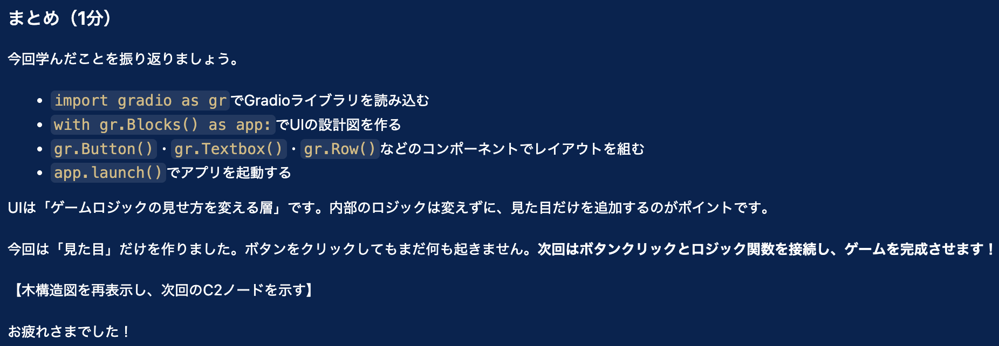 まとめ（1分）
今回学んだことを振り返りましょう。
• import gradio as grでGradioライブラリを読み込む
• with gr.Blocks() as app:でUIの設計図を作る
• gr.Button()・gr.Textbox()・gr.Row()などのコンポーネントでレイアウトを組む
• app.launch()でアプリを起動する
UIは「ゲームロジックの見せ方を変える層」です。内部のロジックは変えずに、見た目だけを追加するのがポイントです。
今回は「見た目」だけを作りました。ボタンをクリックしてもまだ何も起きません。次回はボタンクリックとロジック関数を接続し、ゲームを完成させます！
【木構造図を再表示し、次回のC2ノードを示す】
お疲れさまでした！